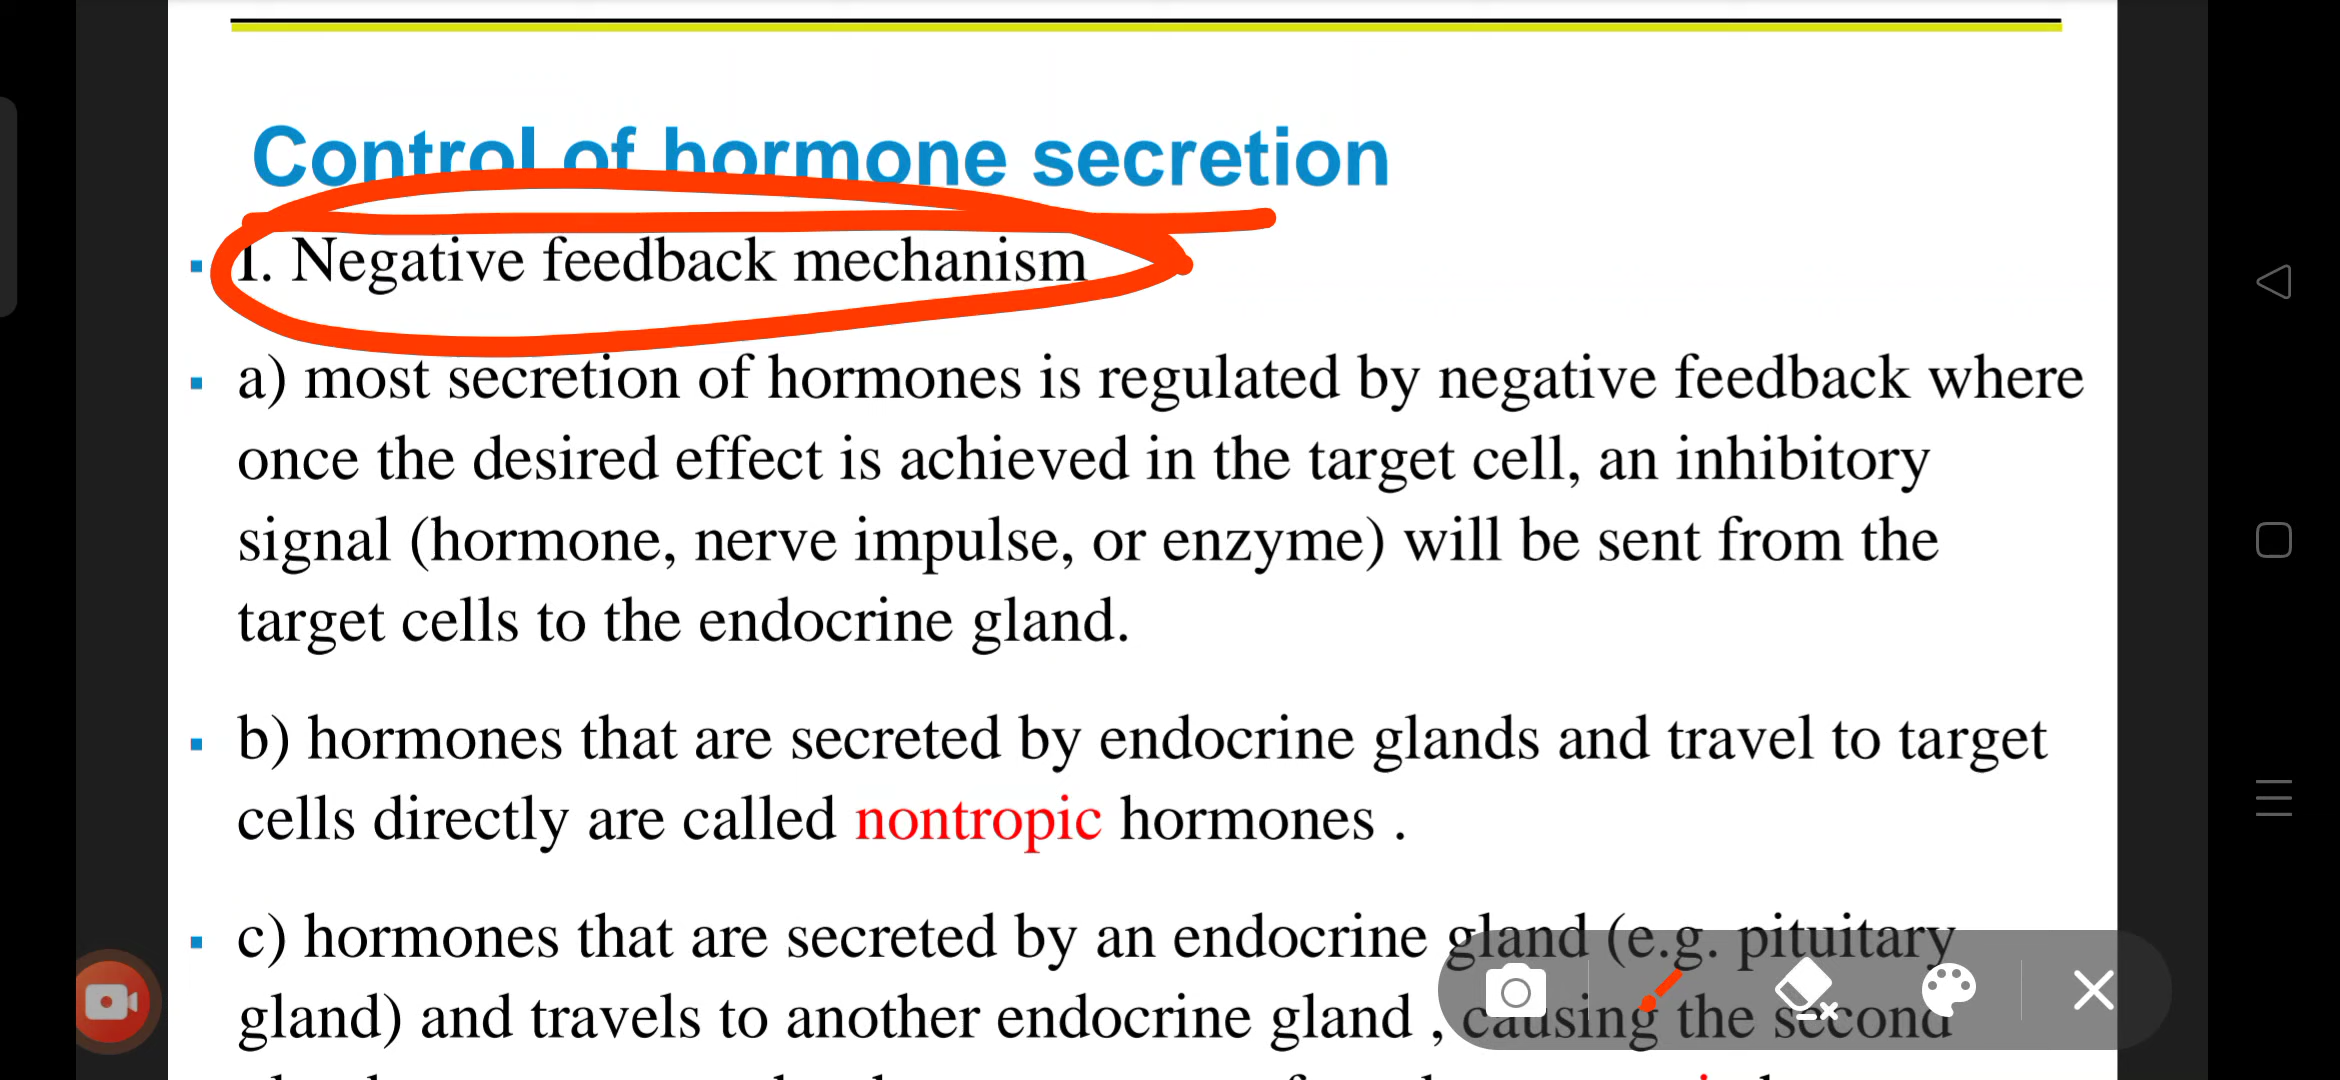 Control of hormone secretion
I. Negative feedback mechanism
a) most secretion of hormones is regulated by negative feedback where
once the desired effect is achieved in the target cell, an inhibitory
signal (hormone, nerve impulse, or enzyme) will be sent from the
target cells to the endocrine gland.
b) hormones that are secreted by endocrine glands and travel to target
cells directly are called nontropic hormones .
c) hormones that are secreted by an endocrine gland (e.g. pituitary
gland) and travels to another endocrine gland , causing the second